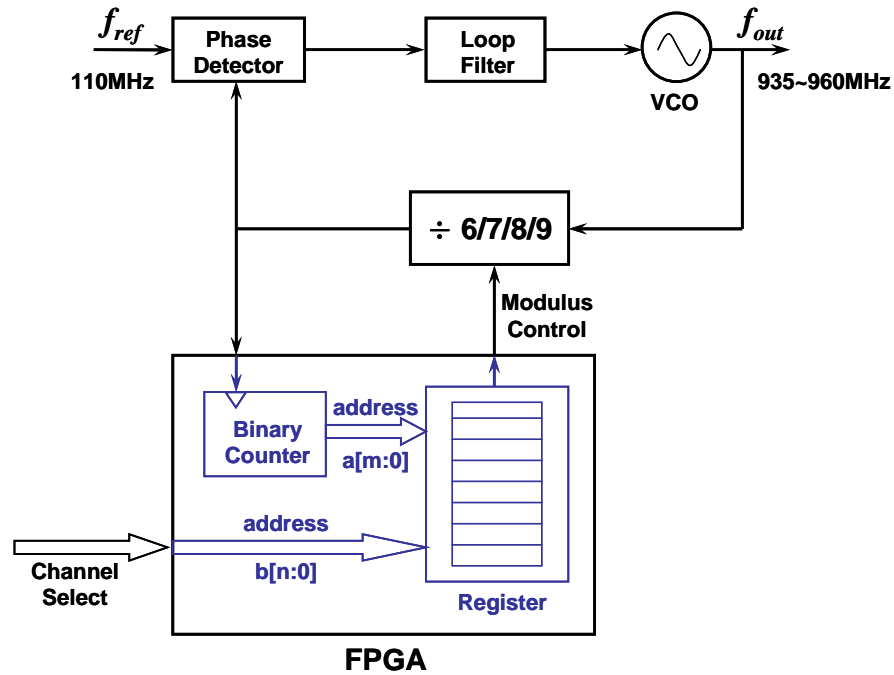 f_ref
110MHz
Phase
Detector
Loop
Filter
VCO
f_out
935~960MHz
÷ 6/7/8/9
Modulus
Control
Binary
Counter
address
a[m:0]
address
b[n:0]
Channel
Select
Register
FPGA